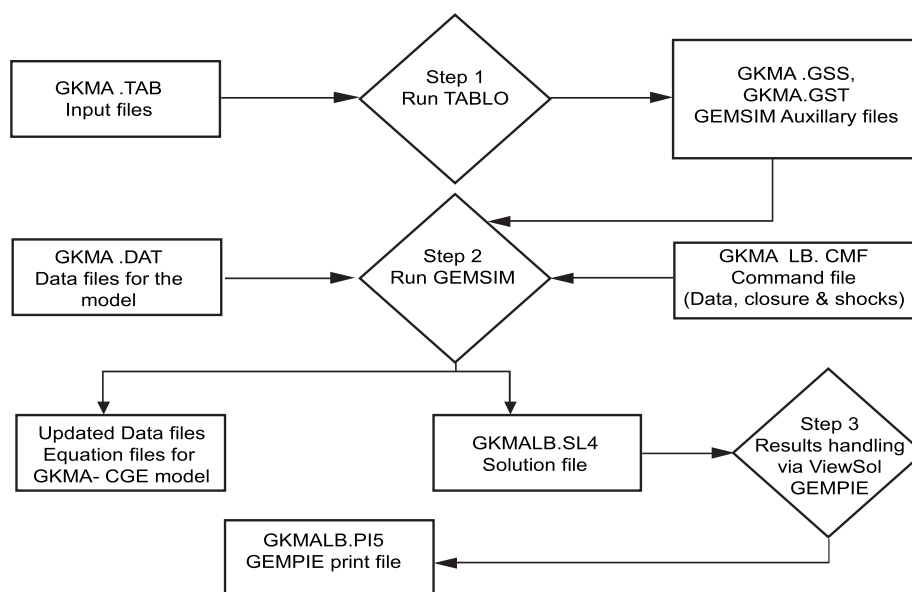 GKMA .TAB
Input files
Step 1
Run TABLO
GKMA .GSS,
GKMA.GST
GEMSIM Auxillary files
GKMA .DAT
Data files for the
model
Step 2
Run GEMSIM
GKMA LB. CMF
Command file
(Data, closure & shocks)
Updated Data files
Equation files for
GKMA- CGE model
GKMALB.SL4
Solution file
Step 3
Results handling
via ViewSol
GEMPIE
GKMALB.PI5
GEMPIE print file